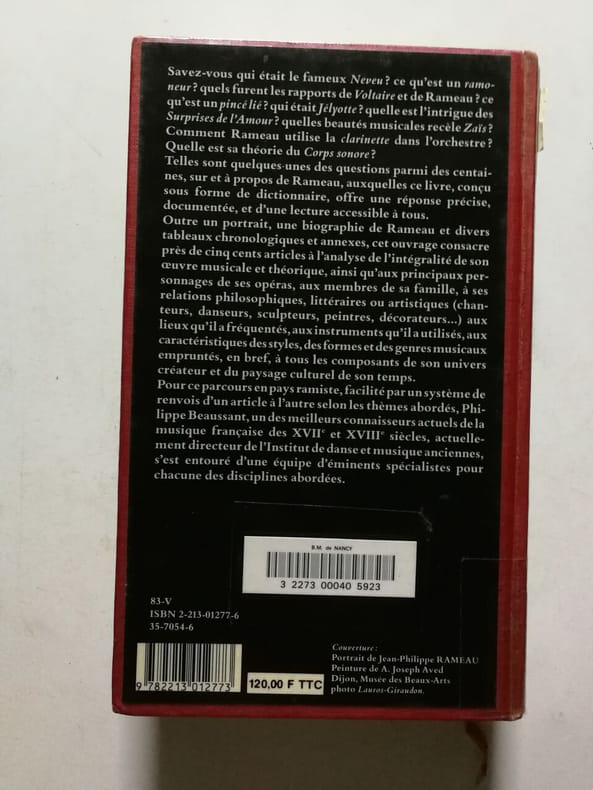 Savez-vous qui était le fameux Neveu ? ce qu'est un ramo-
neur ? quels furent les rapports de Voltaire et de Rameau ? ce
qu'est un pincé lié ? qui était Jélyotte ? quelle est l'intrigue des
Surprises de l'Amour ? quelles beautés musicales recèle Zaïs ?
Comment Rameau utilise la clarinette dans l'orchestre ?
Quelle est sa théorie du Corps sonore ?
Telles sont quelques-unes des questions parmi des centai-
nes, sur et à propos de Rameau, auxquelles ce livre, conçu
sous forme de dictionnaire, offre une réponse précise,
documentée, et d'une lecture accessible à tous.
Outre un portrait, une biographie de Rameau et divers
tableaux chronologiques et annexes, cet ouvrage consacre
près de cinq cents articles à l'analyse de l'intégralité de son
œuvre musicale et théorique, ainsi qu'aux principaux per-
sonnages de ses opéras, aux membres de sa famille, à ses
relations philosophiques, littéraires ou artistiques (chan-
teurs, danseurs, sculpteurs, peintres, décorateurs...) aux
lieux qu'il a fréquentés, aux instruments qu'il a utilisés, aux
caractéristiques des styles, des formes et des genres musicaux
empruntés, en bref, à tous les composants de son univers
créateur et du paysage culturel de son temps.
Pour ce parcours en pays ramiste, facilité par un système de
renvois d'un article à l'autre selon les thèmes abordés, Phi-
lippe Beaussant, un des meilleurs connaisseurs actuels de la
musique française des XVIIe et XVIIIe siècles, actuelle-
ment directeur de l'Institut de danse et musique anciennes,
s'est entouré d'une équipe d'éminents spécialistes pour
chacune des disciplines abordées.
B.M. de NANCY
3 2273 00040 5923
83-V
ISBN 2-213-01277-6
35-7054-6
9 782213 012773
120,00 F TTC
Couverture :
Portrait de Jean-Philippe RAMEAU
Peinture de A. Joseph Aved
Dijon, Musée des Beaux-Arts
photo Lauros-Giraudon.